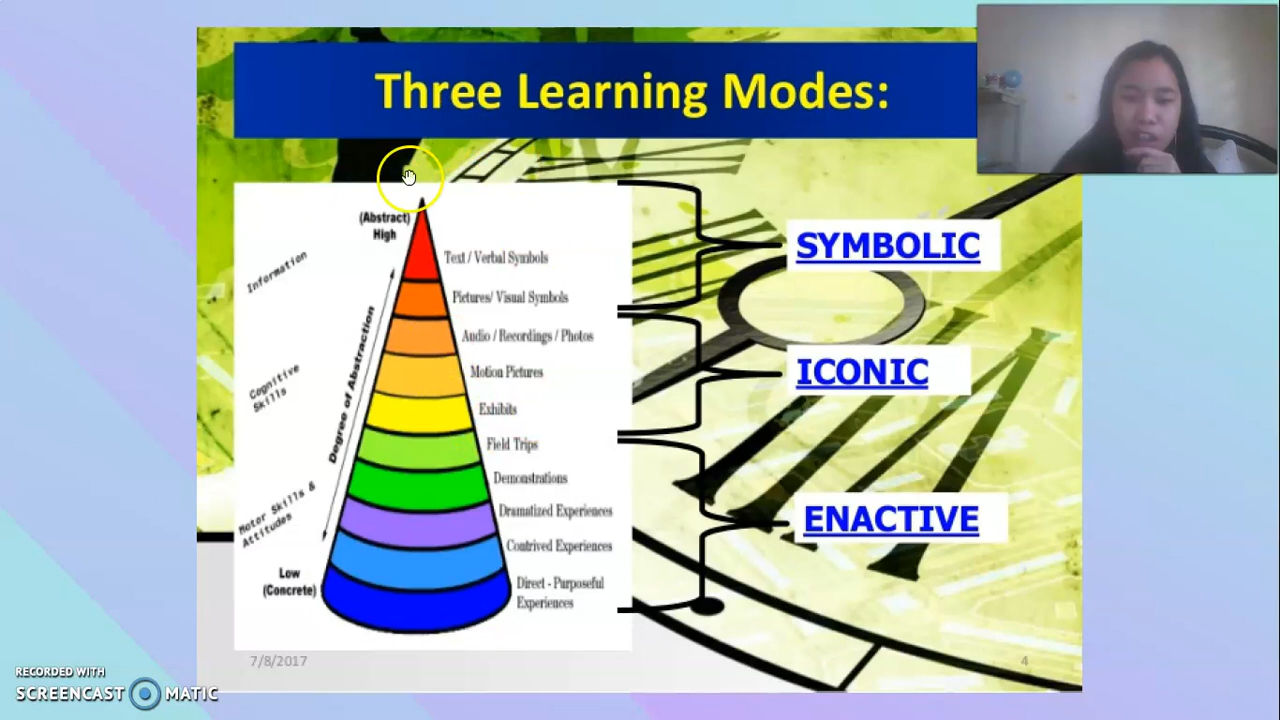 Three Learning Modes:
(Abstract)
High
Information
Cognitive
Skills
Motor Skills &
Attitudes
Degree of Abstraction
Low
(Concrete)
Text / Verbal Symbols
Pictures/ Visual Symbols
Audio / Recordings / Photos
Motion Pictures
Exhibits
Field Trips
Demonstrations
Dramatized Experiences
Contrived Experiences
Direct - Purposeful
Experiences
SYMBOLIC
ICONIC
ENACTIVE
7/8/2017
4
RECORDED WITH
SCREENCAST MATIC